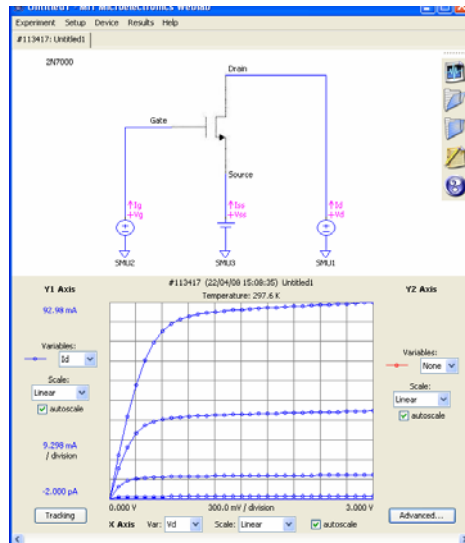 Untitled1 - MIT Microelectronics Weblab
Experiment Setup Device Results Help
#113417: Untitled1
2N7000
Drain
Gate
Source
Ig
+Vg
Iss
+Vss
Id
+Vd
SMU2
SMU3
SMU1
#113417 (22/04/08 15:08:35) Untitled1
Temperature: 297.6 K
Y1 Axis
92.98 mA
Variables:
Id
Scale:
Linear
autoscale
9.298 mA
/ division
-2.000 pA
Tracking
Y2 Axis
Variables:
None
Scale:
Linear
autoscale
Advanced...
0.000 V
300.0 mV / division
3.000 V
X Axis Var: Vd Scale: Linear autoscale